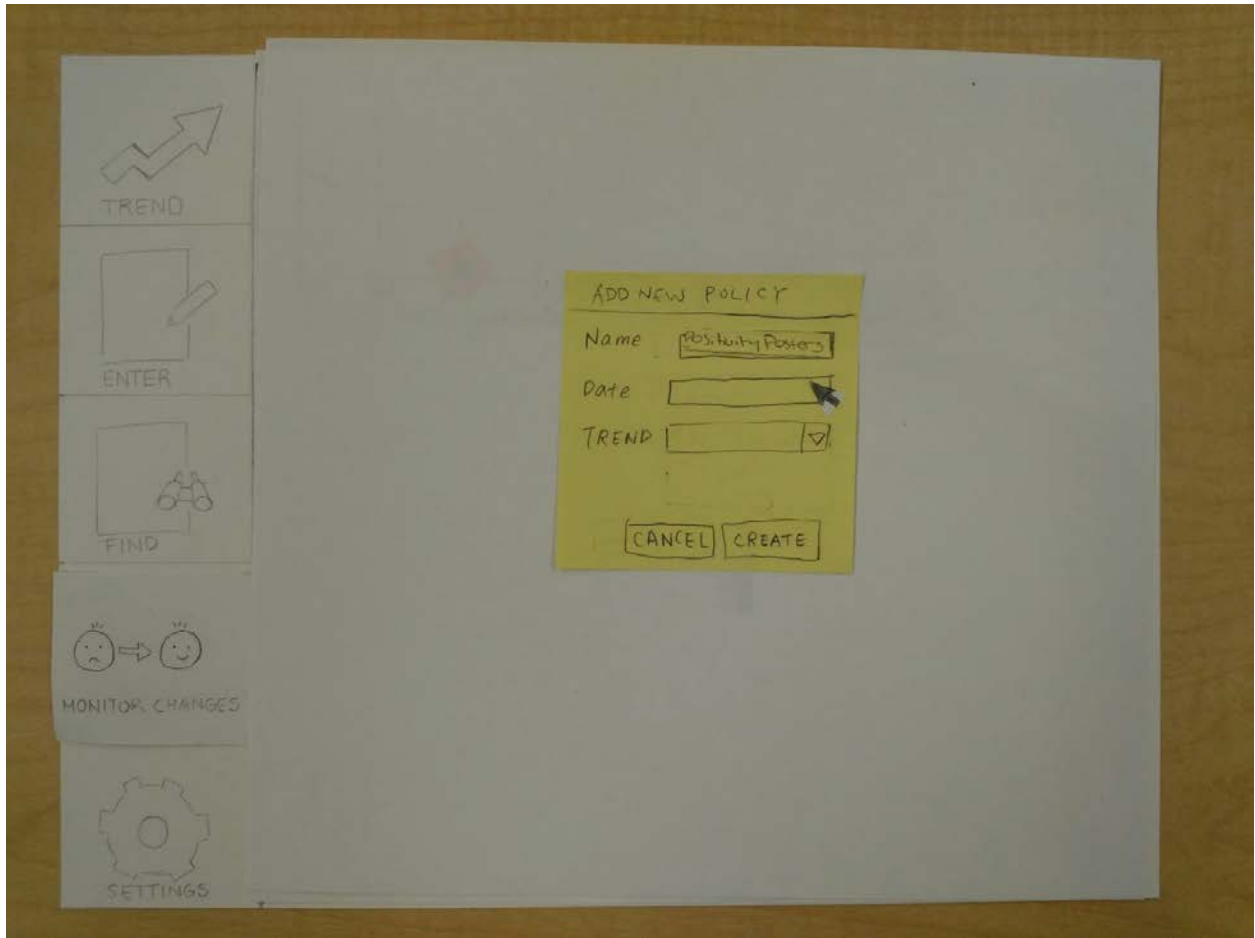 TREND
ENTER
FIND
MONITOR CHANGES
SETTINGS
ADD NEW POLICY
Name Positivity Posters
Date
TREND
CANCEL CREATE